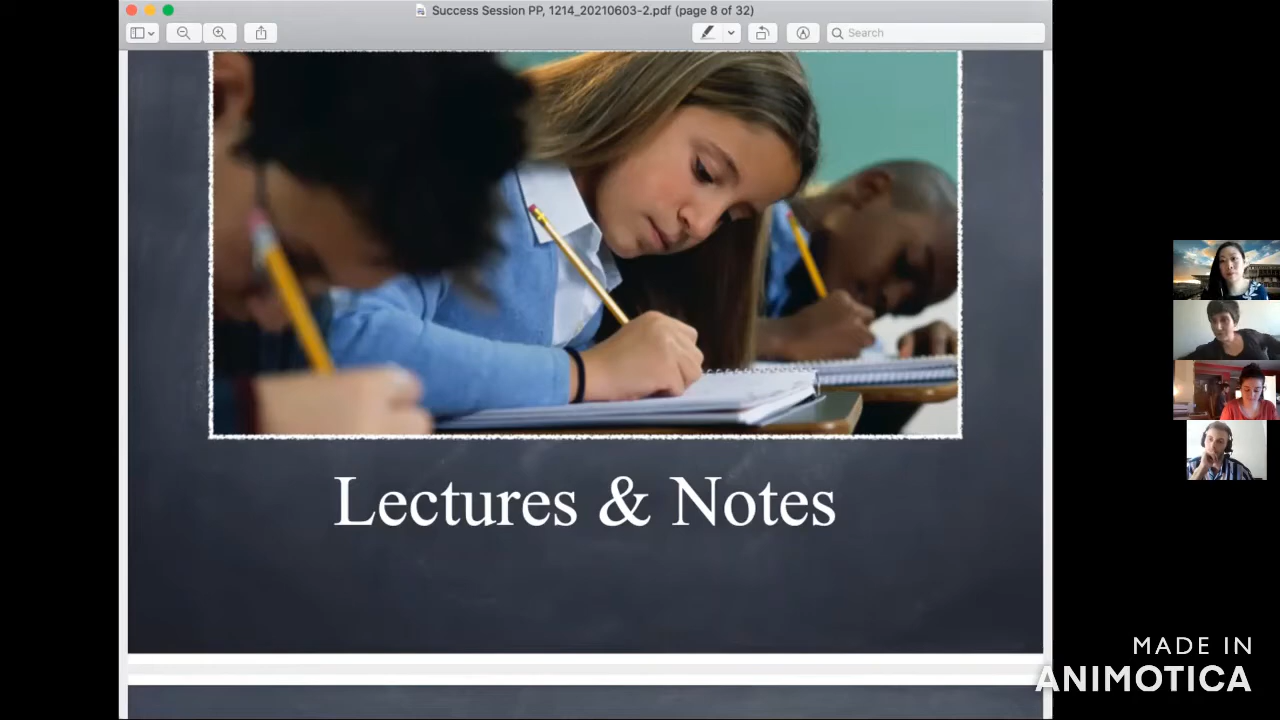 Success Session PP, 1214_20210603-2.pdf (page 8 of 32)
Search
Lectures & Notes
MADE IN
ANIMOTICA